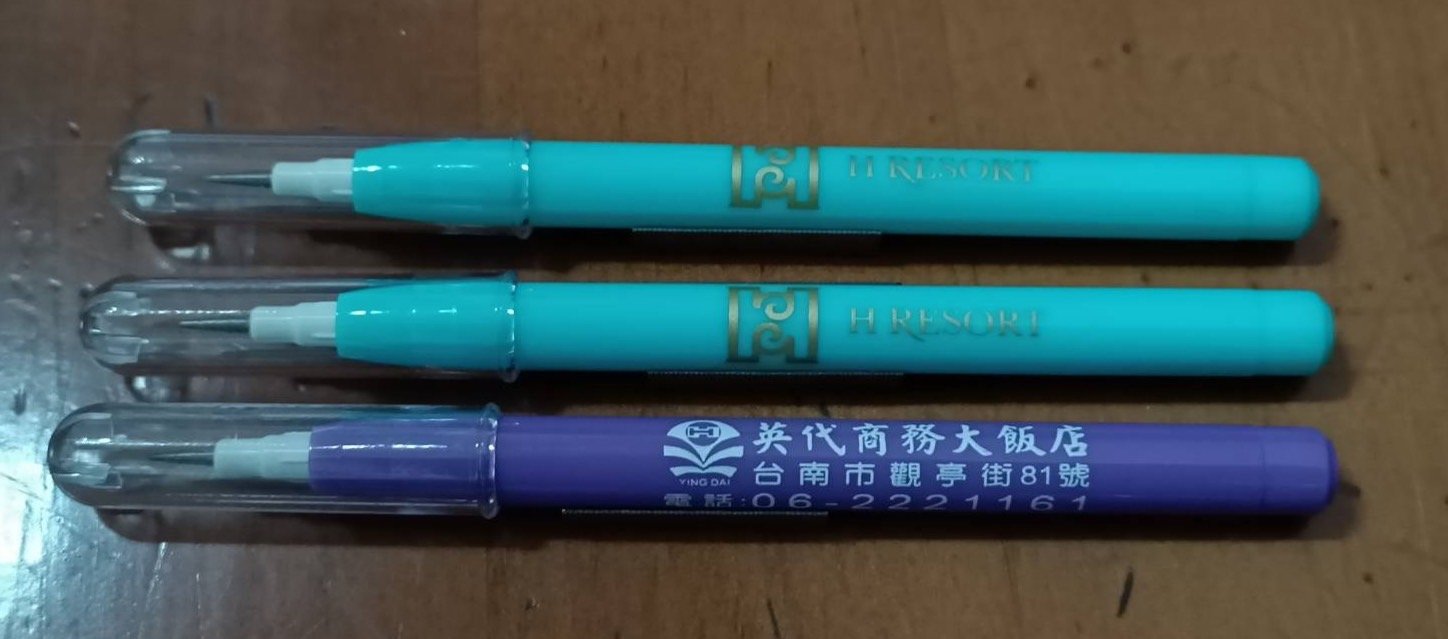 H RESORT
H RESORT
YING DAI
英代商務大飯店
台南市觀亭街81號
電話:06-2221161